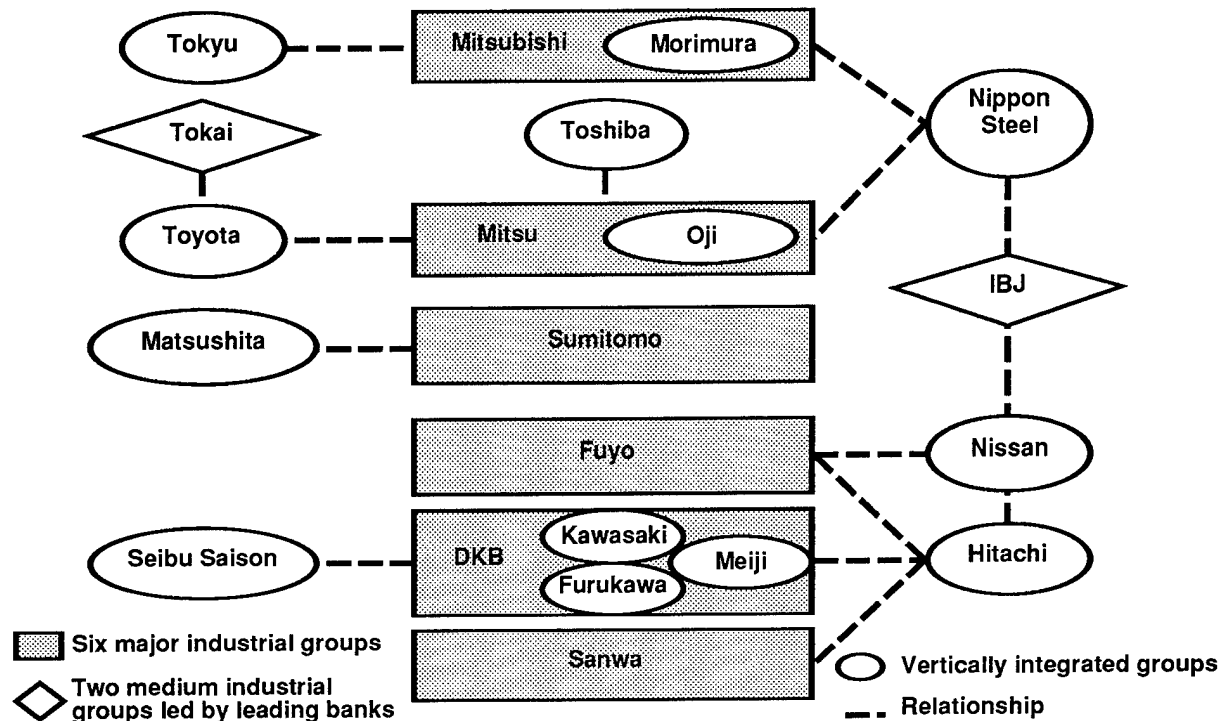 Tokyu
Mitsubishi
Morimura
Nippon
Steel
Tokai
Toshiba
Toyota
Mitsu
Oji
IBJ
Matsushita
Sumitomo
Fuyo
Nissan
Seibu Saison
DKB
Kawasaki
Furukawa
Meiji
Hitachi
Sanwa
Six major industrial groups
Two medium industrial
groups led by leading banks
Vertically integrated groups
Relationship